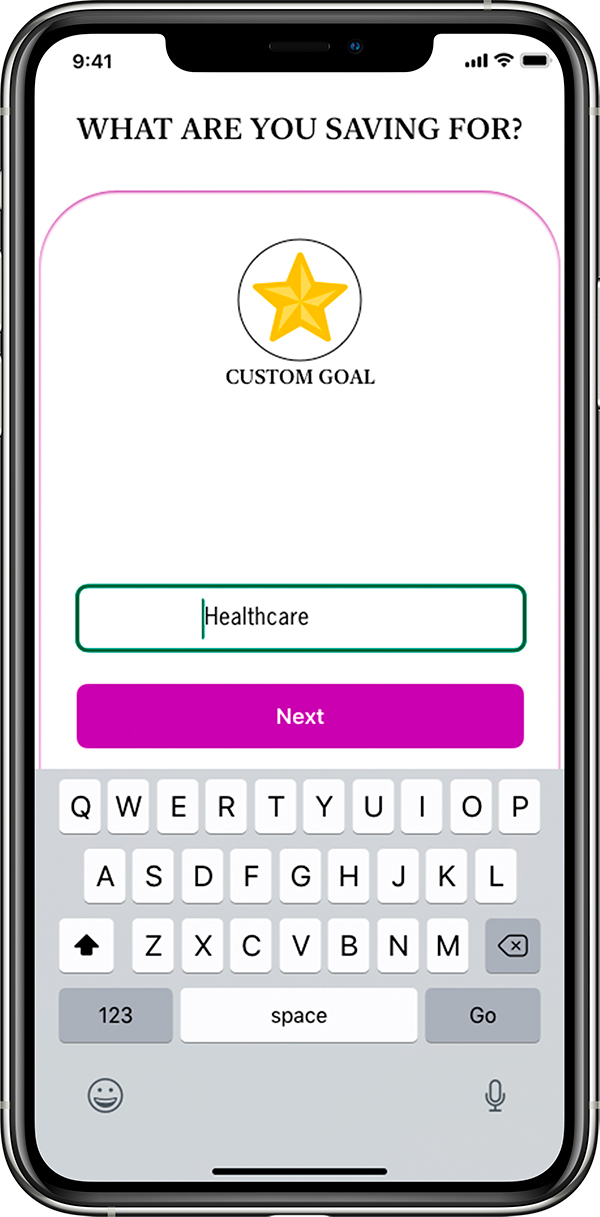 9:41
WHAT ARE YOU SAVING FOR?
CUSTOM GOAL
Healthcare
Next
Q W E R T Y U I O P
A S D F G H J K L
Z X C V B N M
123 space Go